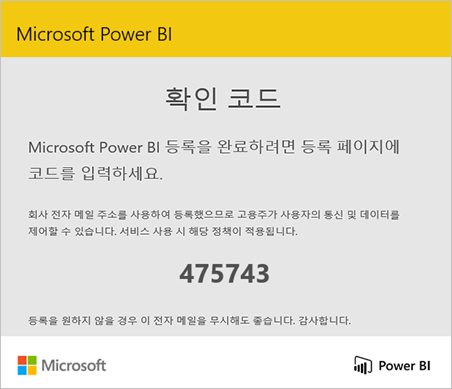 Microsoft Power BI
확인 코드
Microsoft Power BI 등록을 완료하려면 등록 페이지에
코드를 입력하세요.
회사 전자 메일 주소를 사용하여 등록했으므로 고용주가 사용자의 통신 및 데이터를
제어할 수 있습니다. 서비스 사용 시 해당 정책이 적용됩니다.
475743
등록을 원하지 않을 경우 이 전자 메일을 무시해도 좋습니다. 감사합니다.
Microsoft
Power BI